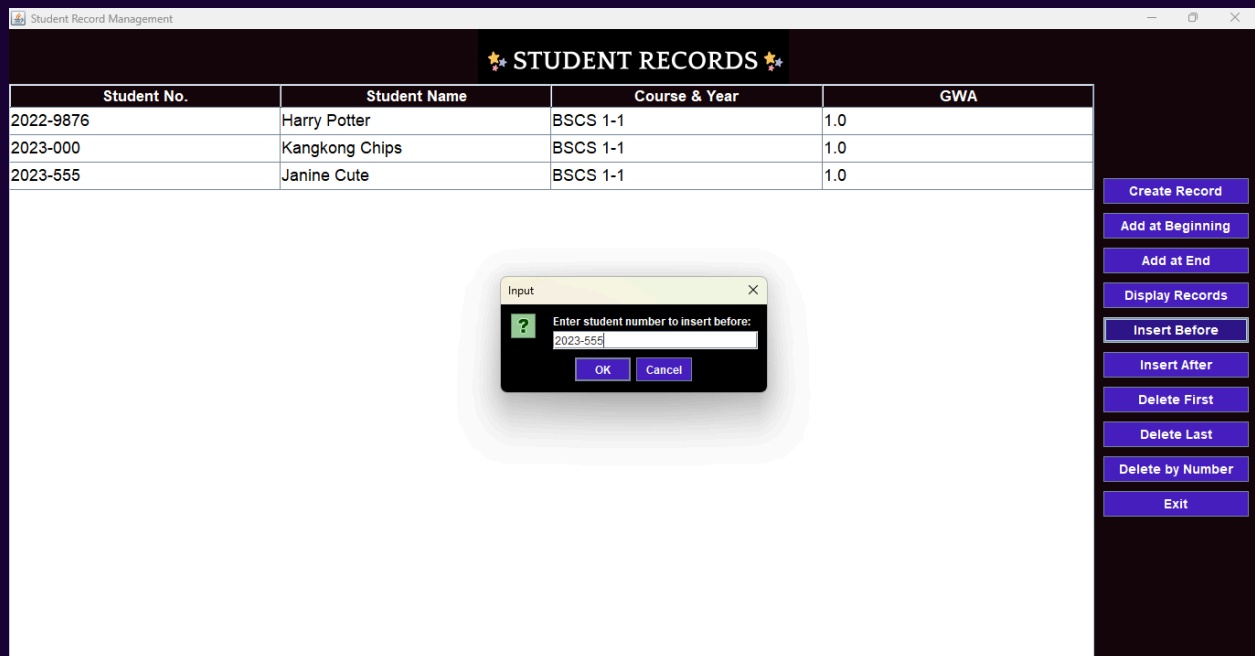 Student Record Management
STUDENT RECORDS
Student No. Student Name Course & Year GWA
2022-9876 Harry Potter BSCS 1-1 1.0
2023-000 Kangkong Chips BSCS 1-1 1.0
2023-555 Janine Cute BSCS 1-1 1.0
Input
? Enter student number to insert before:
2023-555
OK Cancel
Create Record
Add at Beginning
Add at End
Display Records
Insert Before
Insert After
Delete First
Delete Last
Delete by Number
Exit